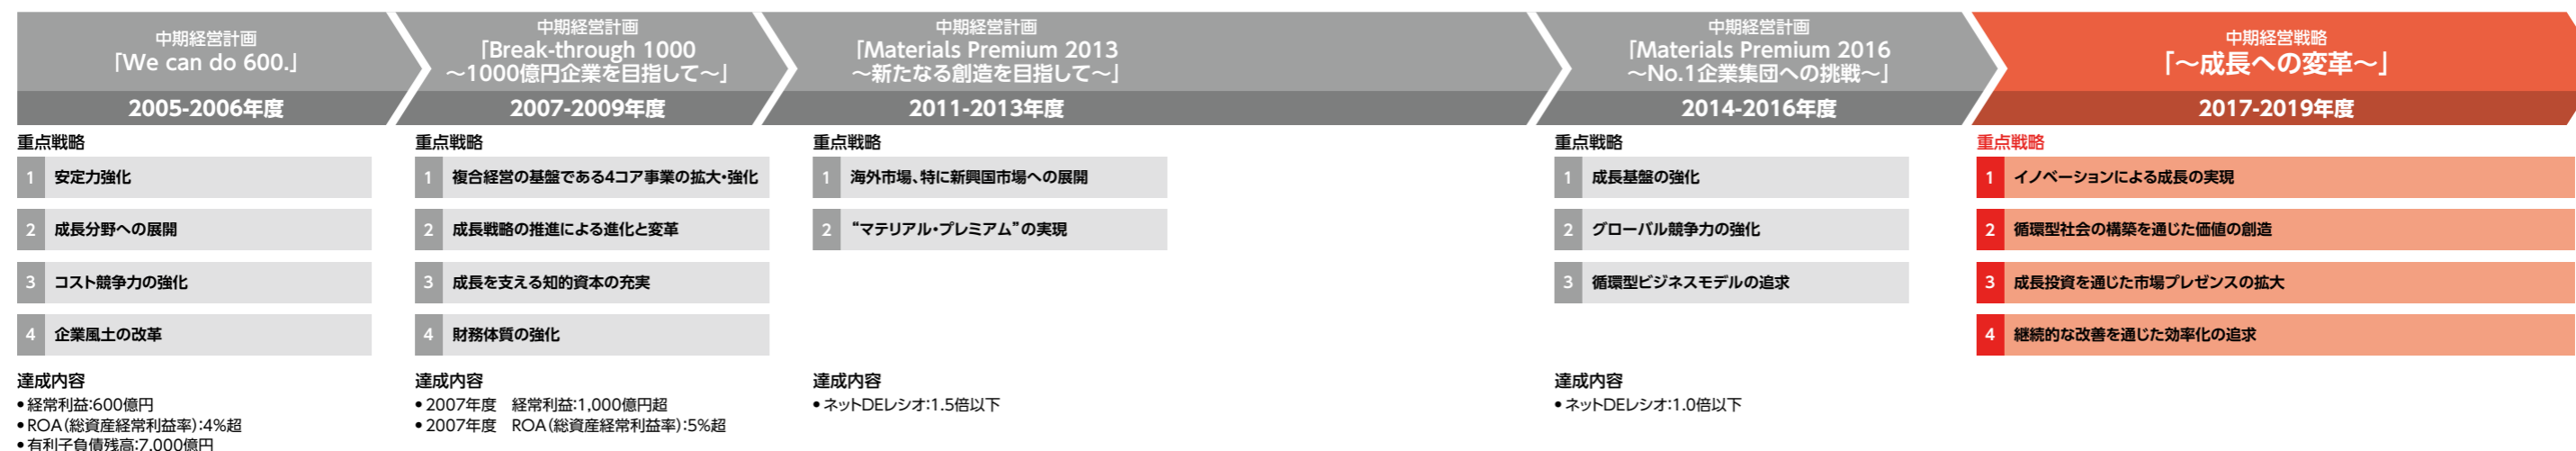 中期経営計画
「We can do 600.」
2005-2006年度
重点戦略
1 安定力強化
2 成長分野への展開
3 コスト競争力の強化
4 企業風土の改革
達成内容
• 経常利益:600億円
• ROA(総資産経常利益率):4%超
• 有利子負債残高:7,000億円
中期経営計画
「Break-through 1000
～1000億円企業を目指して～」
2007-2009年度
重点戦略
1 複合経営の基盤である4コア事業の拡大・強化
2 成長戦略の推進による進化と変革
3 成長を支える知的資本の充実
4 財務体質の強化
達成内容
• 2007年度 経常利益:1,000億円超
• 2007年度 ROA(総資産経常利益率):5%超
中期経営計画
「Materials Premium 2013
～新たなる創造を目指して～」
2011-2013年度
重点戦略
1 海外市場、特に新興国市場への展開
2 “マテリアル・プレミアム”の実現
達成内容
• ネットDEレシオ:1.5倍以下
中期経営計画
「Materials Premium 2016
～No.1企業集団への挑戦～」
2014-2016年度
重点戦略
1 成長基盤の強化
2 グローバル競争力の強化
3 循環型ビジネスモデルの追求
達成内容
• ネットDEレシオ:1.0倍以下
中期経営戦略
「～成長への変革～」
2017-2019年度
重点戦略
1 イノベーションによる成長の実現
2 循環型社会の構築を通じた価値の創造
3 成長投資を通じた市場プレゼンスの拡大
4 継続的な改善を通じた効率化の追求